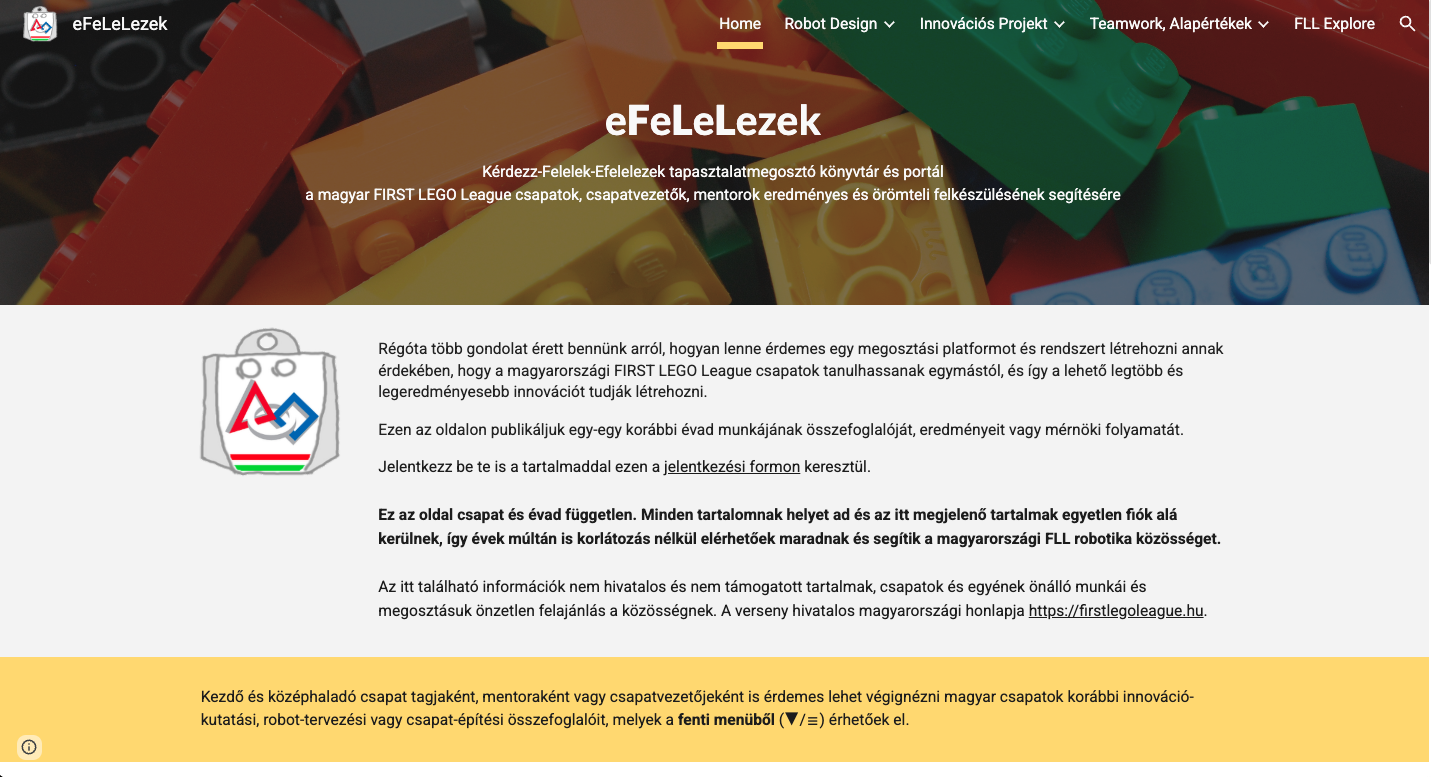 eFeLeLezek
Home
Robot Design
Innovációs Projekt
Teamwork, Alapértékek
FLL Explore
eFeLeLezek
Kérdezz-Felelek-Efelelezek tapasztalatmegosztó könyvtár és portál
a magyar FIRST LEGO League csapatok, csapatvezetők, mentorok eredményes és örömteli felkészülésének segítésére
LEGO
LEGO
LEGO
LEGO
Régóta több gondolat érett bennünk arról, hogyan lenne érdemes egy megosztási platformot és rendszert létrehozni annak
érdekében, hogy a magyarországi FIRST LEGO League csapatok tanulhassanak egymástól, és így a lehető legtöbb és
legeredményesebb innovációt tudják létrehozni.
Ezen az oldalon publikáljuk egy-egy korábbi évad munkájának összefoglalóját, eredményeit vagy mérnöki folyamatát.
Jelentkezz be te is a tartalmaddal ezen a jelentkezési formon keresztül.
Ez az oldal csapat és évad független. Minden tartalomnak helyet ad és az itt megjelenő tartalmak egyetlen fiók alá
kerülnek, így évek múltán is korlátozás nélkül elérhetőek maradnak és segítik a magyarországi FLL robotika közösséget.
Az itt található információk nem hivatalos és nem támogatott tartalmak, csapatok és egyének önálló munkái és
megosztásuk önzetlen felajánlás a közösségnek. A verseny hivatalos magyarországi honlapja https://firstlegoleague.hu.
Kezdő és középhaladó csapat tagjaként, mentoraként vagy csapatvezetőjeként is érdemes lehet végignézni magyar csapatok korábbi innováció-
kutatási, robot-tervezési vagy csapat-építési összefoglalóit, melyek a fenti menüből (▼/≡) érhetőek el.